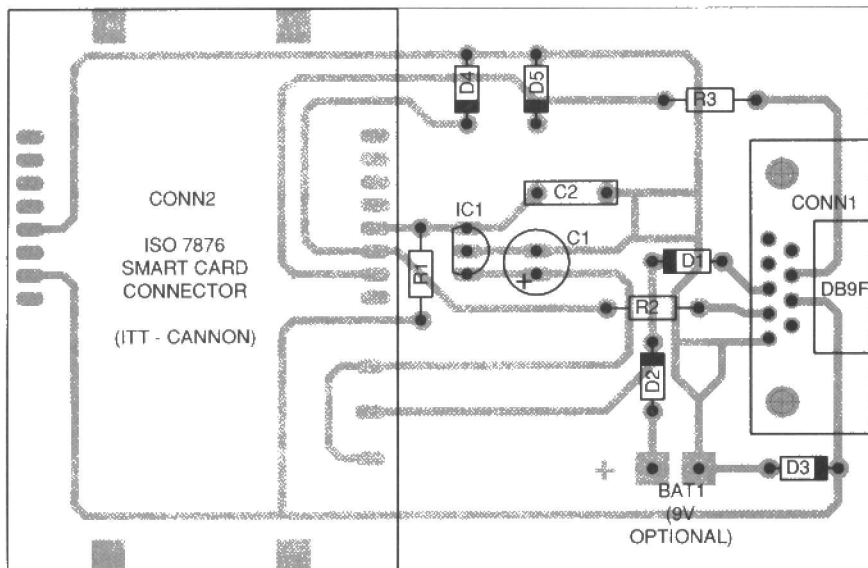 D4
D5
R3
CONN2
ISO 7876
SMART CARD
CONNECTOR
(ITT - CANNON)
C2
IC1
C1
+
R1
CONN1
D1
DB9F
R2
D2
+
D3
BAT1
(9V
OPTIONAL)